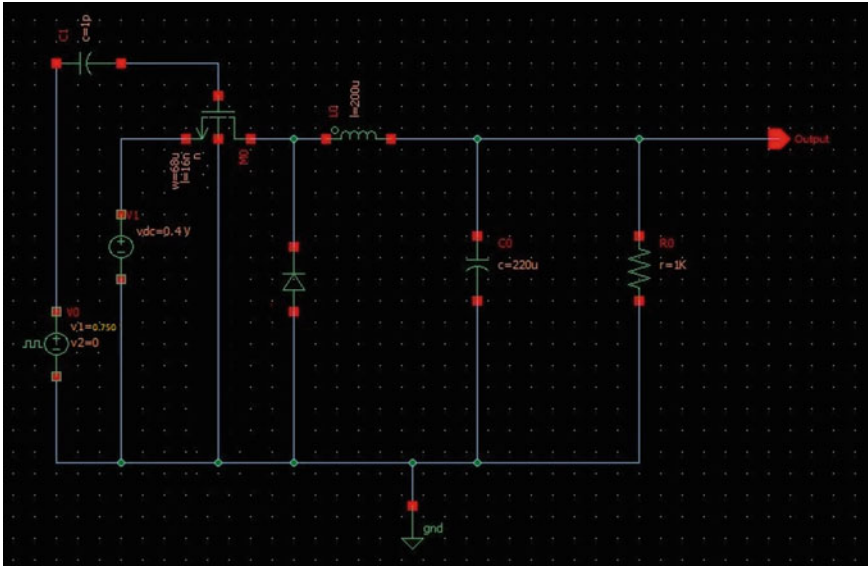 C1
c=1p
w=68u
l=16n
n
M0
L0
l=200u
Output
V1
vdc=0.4 V
C0
c=220u
R0
r=1K
V0
v1=0.750
v2=0
gnd